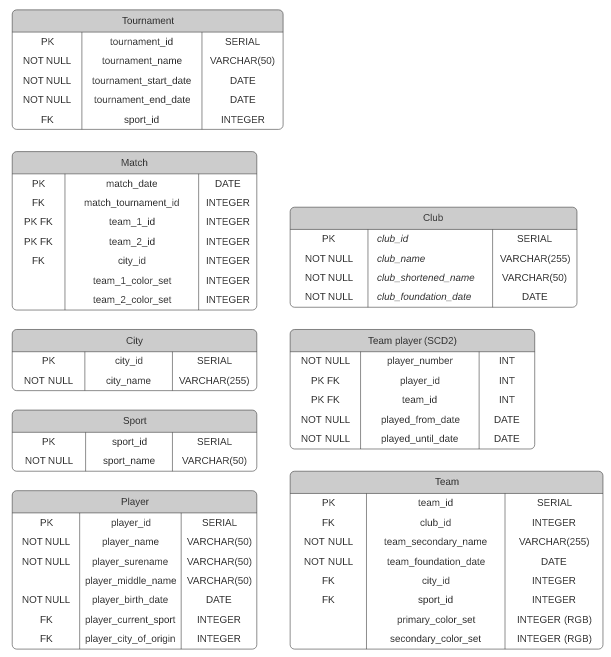 Tournament
PK tournament_id SERIAL
NOT NULL tournament_name VARCHAR(50)
NOT NULL tournament_start_date DATE
NOT NULL tournament_end_date DATE
FK sport_id INTEGER
Match
PK match_date DATE
FK match_tournament_id INTEGER
PK FK team_1_id INTEGER
PK FK team_2_id INTEGER
FK city_id INTEGER
team_1_color_set INTEGER
team_2_color_set INTEGER
Club
PK club_id SERIAL
NOT NULL club_name VARCHAR(255)
NOT NULL club_shortened_name VARCHAR(50)
NOT NULL club_foundation_date DATE
City
PK city_id SERIAL
NOT NULL city_name VARCHAR(255)
Team player (SCD2)
NOT NULL player_number INT
PK FK player_id INT
PK FK team_id INT
NOT NULL played_from_date DATE
NOT NULL played_until_date DATE
Sport
PK sport_id SERIAL
NOT NULL sport_name VARCHAR(50)
Player
PK player_id SERIAL
NOT NULL player_name VARCHAR(50)
NOT NULL player_surename VARCHAR(50)
player_middle_name VARCHAR(50)
NOT NULL player_birth_date DATE
FK player_current_sport INTEGER
FK player_city_of_origin INTEGER
Team
PK team_id SERIAL
FK club_id INTEGER
NOT NULL team_secondary_name VARCHAR(255)
NOT NULL team_foundation_date DATE
FK city_id INTEGER
FK sport_id INTEGER
primary_color_set INTEGER (RGB)
secondary_color_set INTEGER (RGB)